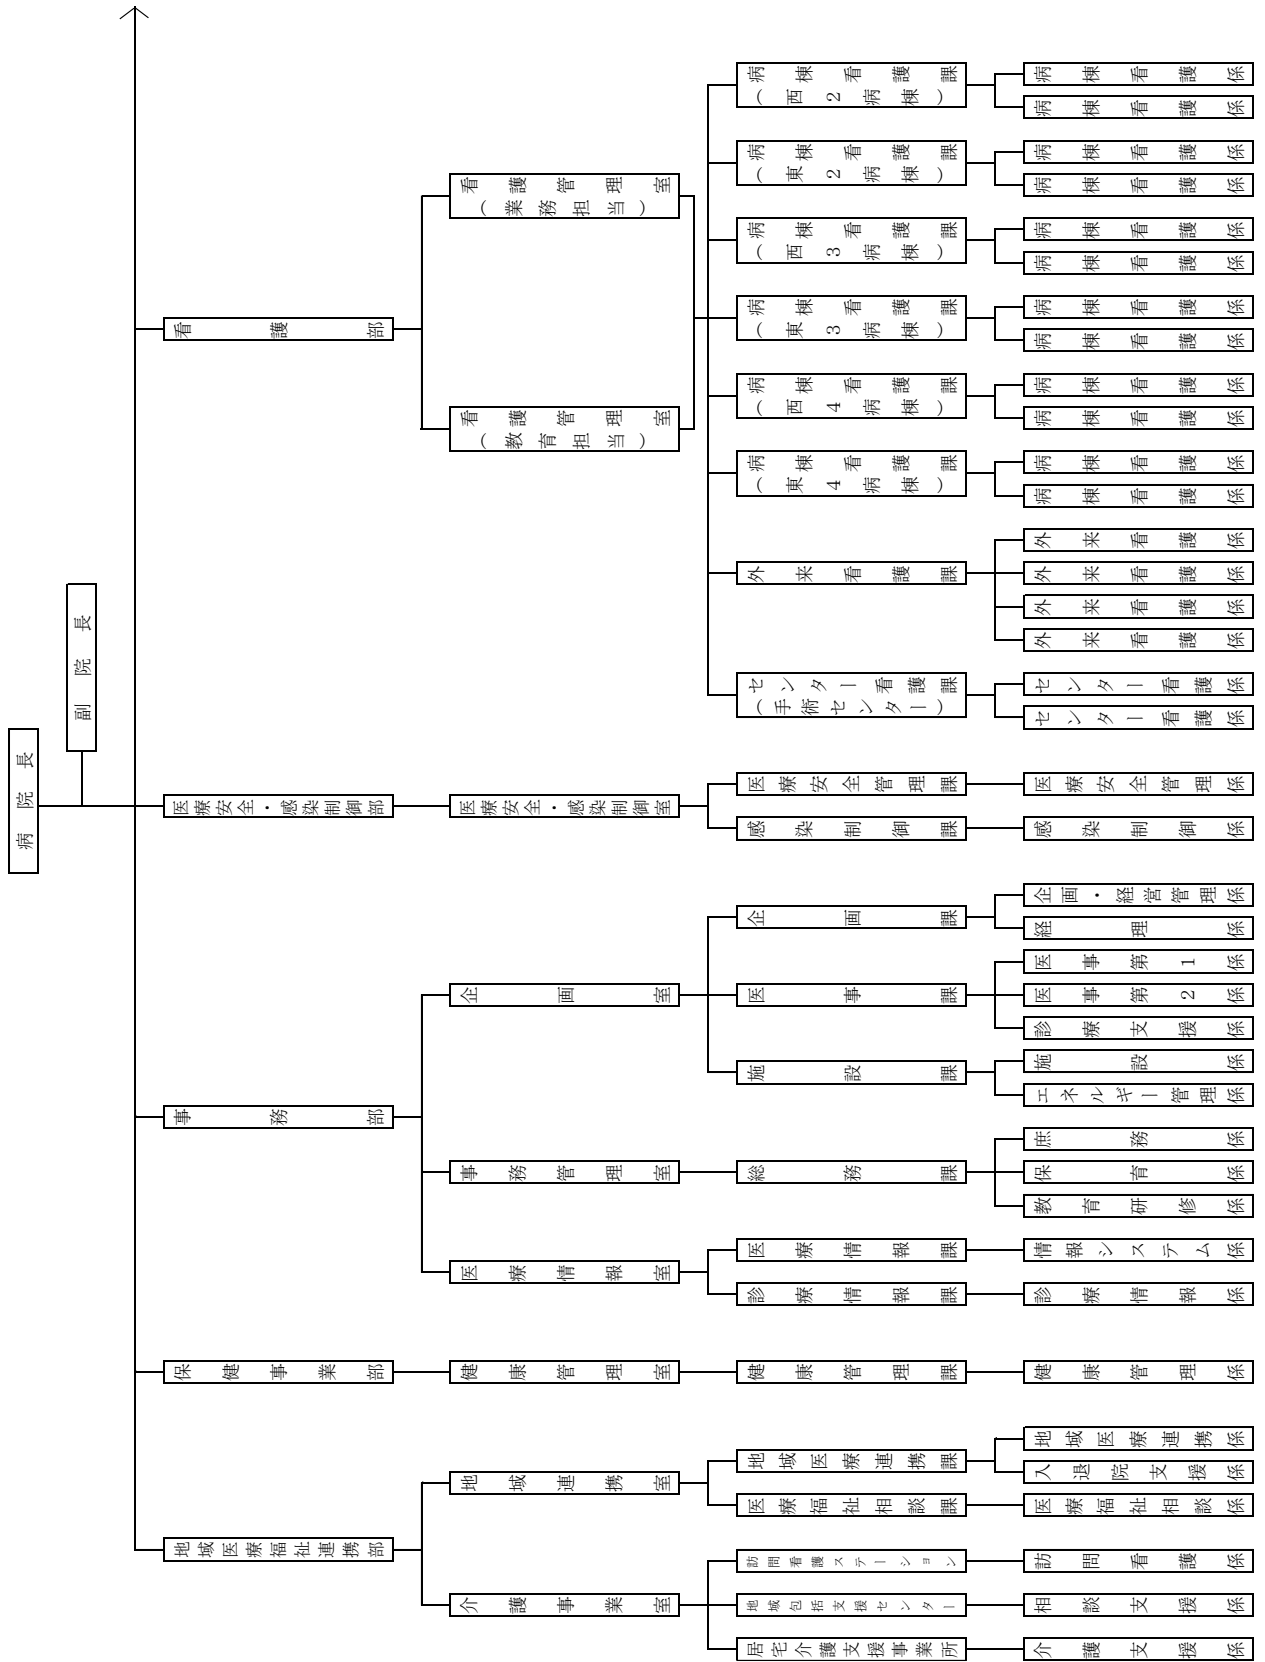 病院長
副院長
看護部
看護管理室
(業務担当)
看護管理室
(教育担当)
病棟看護課
(西2病棟)
病棟看護係
病棟看護係
病棟看護課
(東2病棟)
病棟看護係
病棟看護係
病棟看護課
(西3病棟)
病棟看護係
病棟看護係
病棟看護課
(東3病棟)
病棟看護係
病棟看護係
病棟看護課
(西4病棟)
病棟看護係
病棟看護係
病棟看護課
(東4病棟)
病棟看護係
病棟看護係
外来看護課
外来看護係
外来看護係
外来看護係
外来看護係
センター看護課
(手術センター)
センター看護係
センター看護係
医療安全・感染制御部
医療安全・感染制御室
医療安全管理課
医療安全管理係
感染制御課
感染制御係
事務部
企画室
企画課
企画・経営管理係
経理係
医事課
医事第1係
医事第2係
診療支援係
施設課
施設係
エネルギー管理係
事務管理室
総務課
庶務係
保育係
教育研修係
医療情報室
医療情報課
情報システム係
診療情報課
診療情報係
保健事業部
健康管理室
健康管理課
健康管理係
地域医療福祉連携部
地域連携室
地域医療連携課
地域医療連携係
入退院支援係
医療福祉相談課
医療福祉相談係
介護事業室
訪問看護ステーション
訪問看護係
地域包括支援センター
相談支援係
居宅介護支援事業所
介護支援係